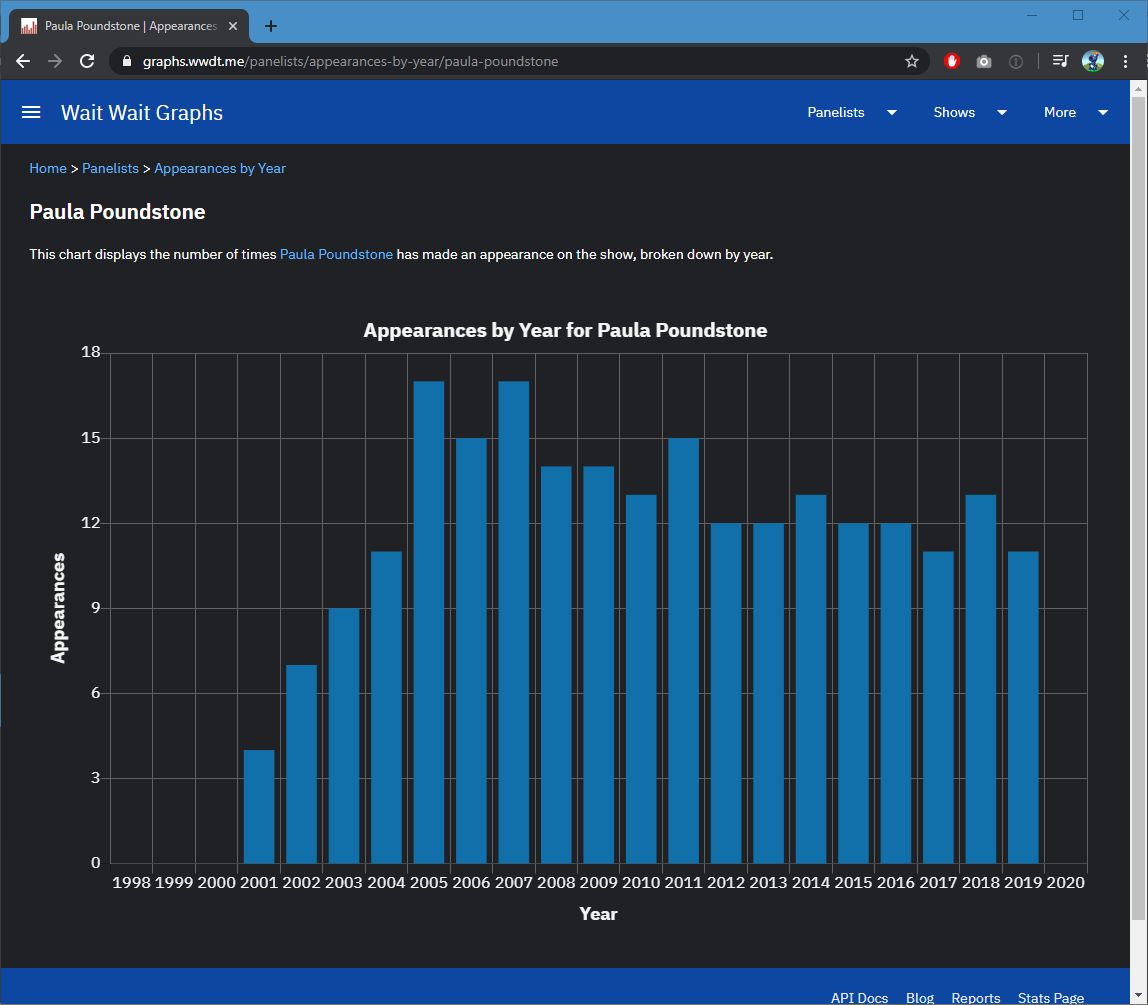 Paula Poundstone | Appearances
graphs.wwdt.me/panelists/appearances-by-year/paula-poundstone
Wait Wait Graphs Panelists Shows More
Home > Panelists > Appearances by Year
Paula Poundstone
This chart displays the number of times Paula Poundstone has made an appearance on the show, broken down by year.
Appearances by Year for Paula Poundstone
18
15
12
9
6
3
0
Appearances
1998 1999 2000 2001 2002 2003 2004 2005 2006 2007 2008 2009 2010 2011 2012 2013 2014 2015 2016 2017 2018 2019 2020
Year
API Docs Blog Reports Stats Page